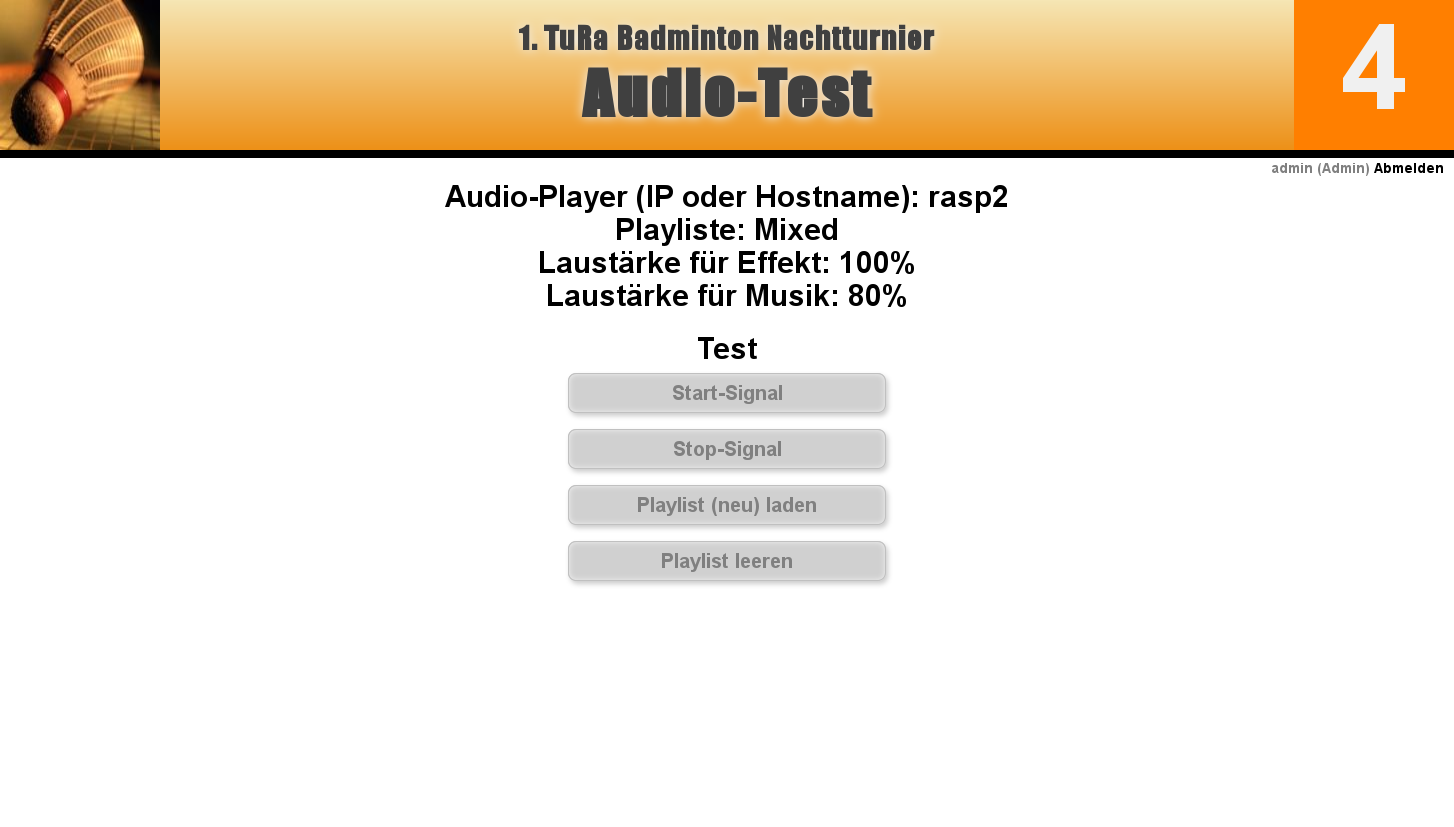 1. TuRa Badminton Nachtturnier
Audio-Test
4
admin (Admin) Abmelden
Audio-Player (IP oder Hostname): rasp2
Playliste: Mixed
Laustärke für Effekt: 100%
Laustärke für Musik: 80%
Test
Start-Signal
Stop-Signal
Playlist (neu) laden
Playlist leeren